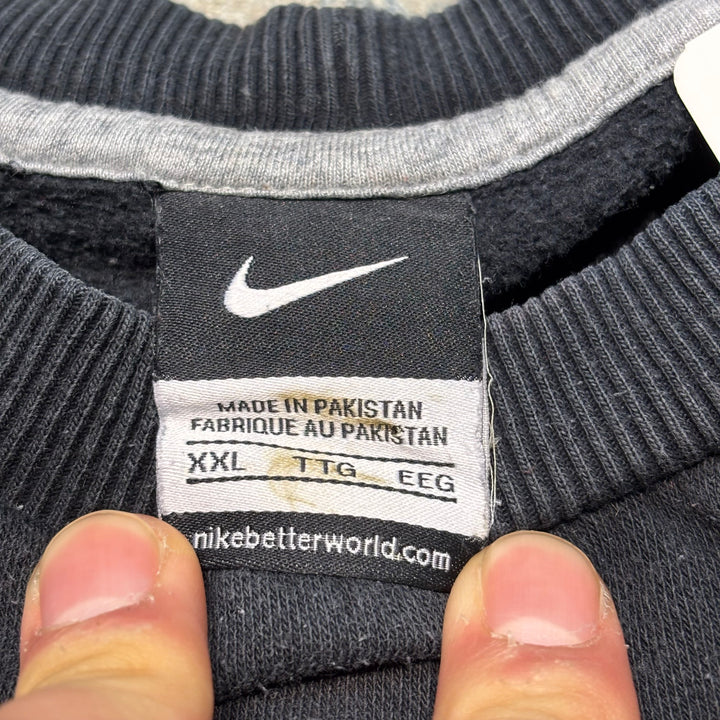 MADE IN PAKISTAN
FABRIQUE AU PAKISTAN
XXL TTG EEG
nikebetterworld.com